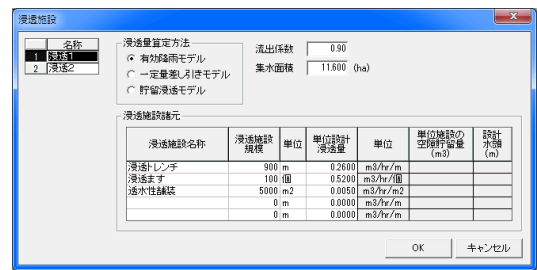 浸透施設
名称
1 浸透1
2 浸透2
浸透量算定方法
有効降雨モデル
一定量差し引きモデル
貯留浸透モデル
流出係数 0.90
集水面積 11.600 (ha)
浸透施設諸元
浸透施設名称 浸透施設規模 単位 単位設計浸透量 単位 単位施設の空隙貯留量(m3) 設計水頭(m)
浸透トレンチ 900 m 0.2600 m3/hr/m
浸透ます 100 個 0.5200 m3/hr/個
透水性舗装 5000 m2 0.0050 m3/hr/m2
0 m 0.0000 m3/hr/m
0 m 0.0000 m3/hr/m
OK キャンセル